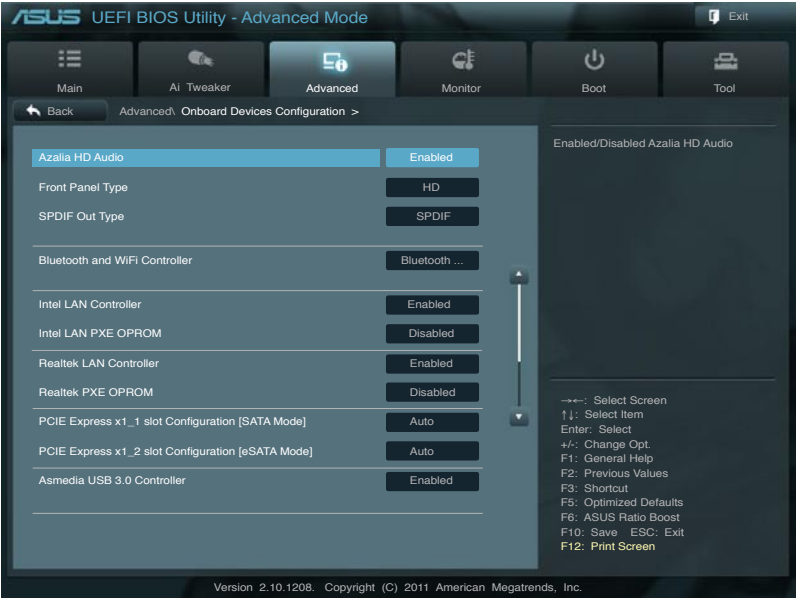 ASUS UEFI BIOS Utility - Advanced Mode
Exit
Main
Ai Tweaker
Advanced
Monitor
Boot
Tool
Back
Advanced\ Onboard Devices Configuration >
Azalia HD Audio Enabled
Front Panel Type HD
SPDIF Out Type SPDIF
Bluetooth and WiFi Controller Bluetooth ...
Intel LAN Controller Enabled
Intel LAN PXE OPROM Disabled
Realtek LAN Controller Enabled
Realtek PXE OPROM Disabled
PCIE Express x1_1 slot Configuration [SATA Mode] Auto
PCIE Express x1_2 slot Configuration [eSATA Mode] Auto
Asmedia USB 3.0 Controller Enabled
Enabled/Disabled Azalia HD Audio
→←: Select Screen
↑↓: Select Item
Enter: Select
+/-: Change Opt.
F1: General Help
F2: Previous Values
F3: Shortcut
F5: Optimized Defaults
F6: ASUS Ratio Boost
F10: Save ESC: Exit
F12: Print Screen
Version 2.10.1208. Copyright (C) 2011 American Megatrends, Inc.